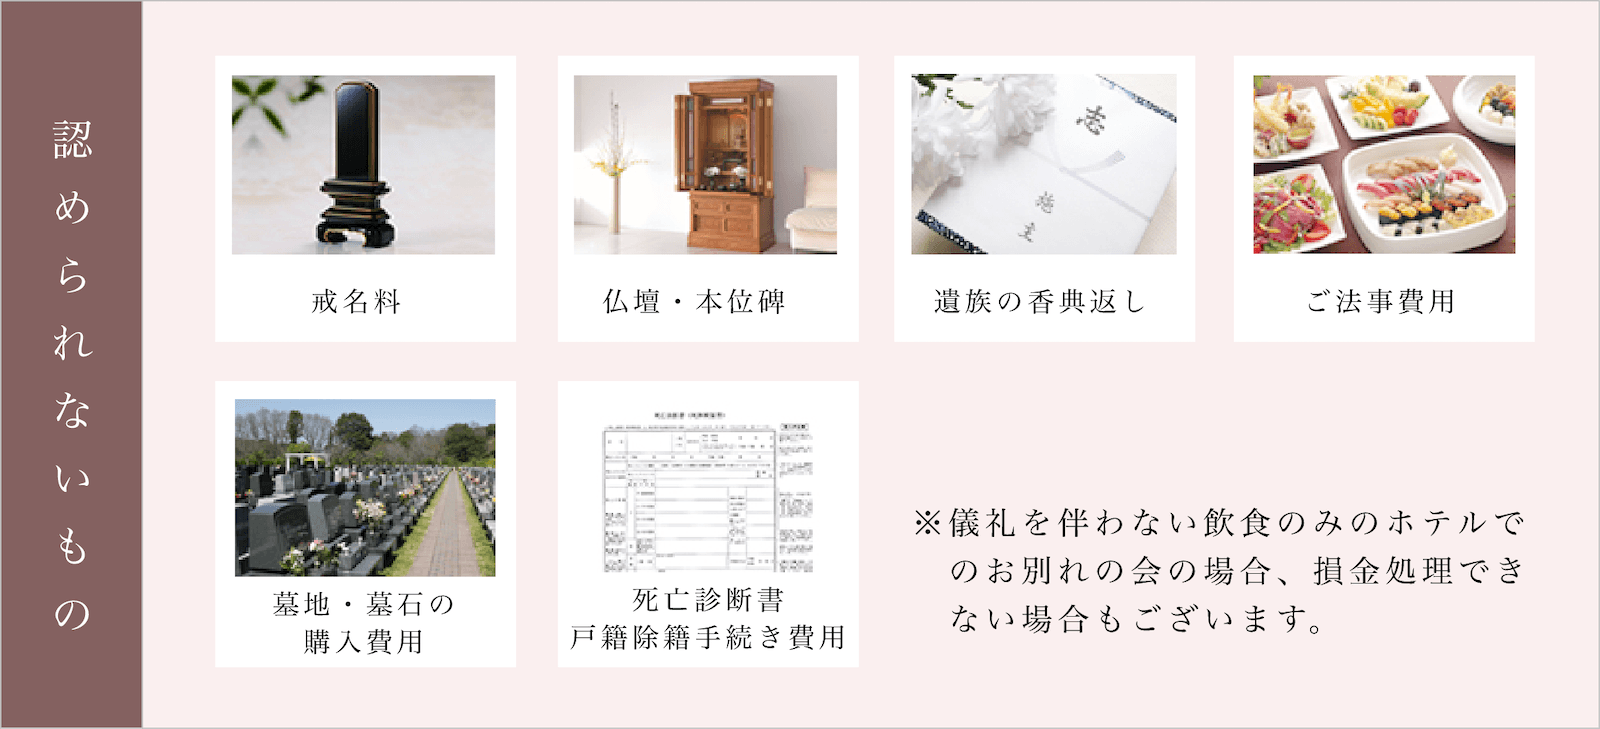 認められないもの
戒名料
仏壇・本位碑
志
遺族の香典返し
ご法事費用
墓地・墓石の
購入費用
死亡診断書
戸籍除籍手続き費用
※儀礼を伴わない飲食のみのホテルで
のお別れの会の場合、損金処理でき
ない場合もございます。